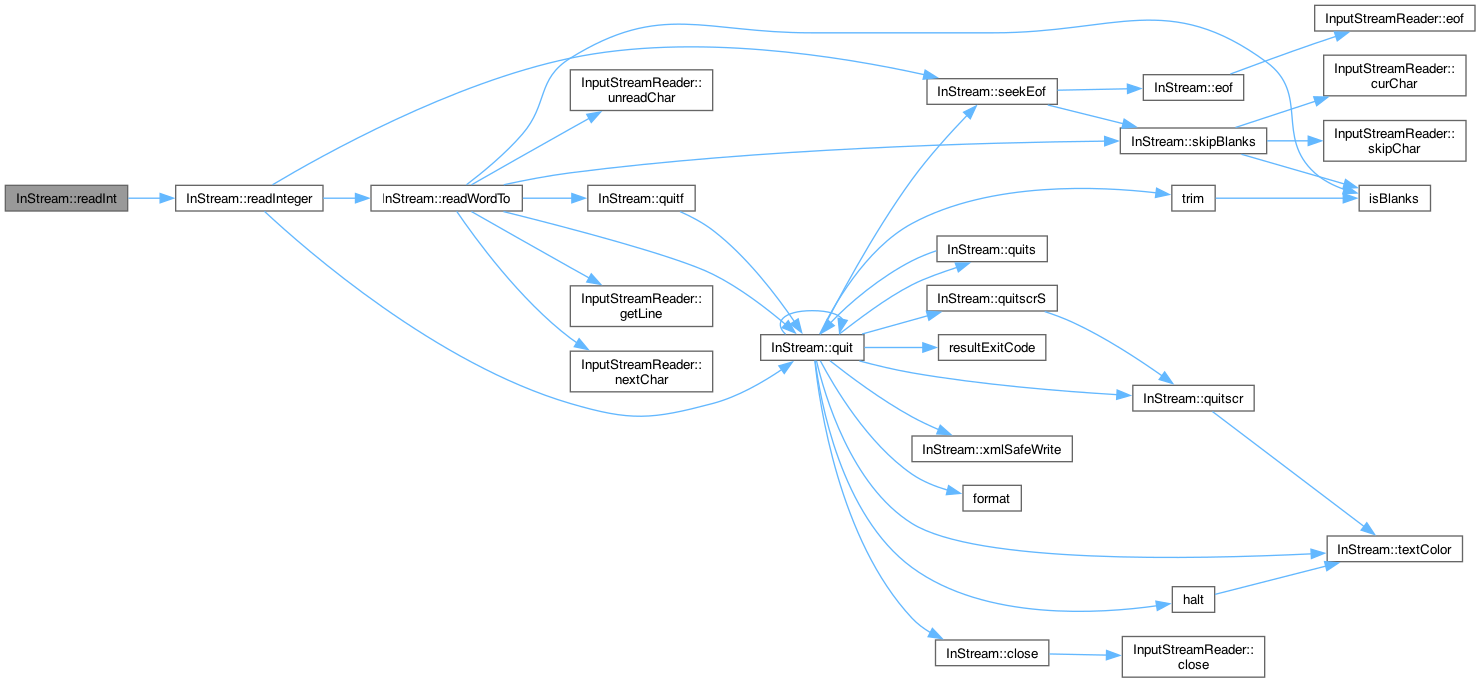 InStream::readInt
InStream::readInteger
InStream::readWordTo
InputStreamReader::
unreadChar
InStream::quitf
InputStreamReader::
getLine
InputStreamReader::
nextChar
InStream::quit
InStream::seekEof
InStream::quits
InStream::quitscrS
resultExitCode
InStream::xmlSafeWrite
format
InStream::close
InStream::eof
InStream::skipBlanks
trim
InStream::quitscr
halt
InputStreamReader::
close
InputStreamReader::eof
InputStreamReader::
curChar
InputStreamReader::
skipChar
isBlanks
InStream::textColor